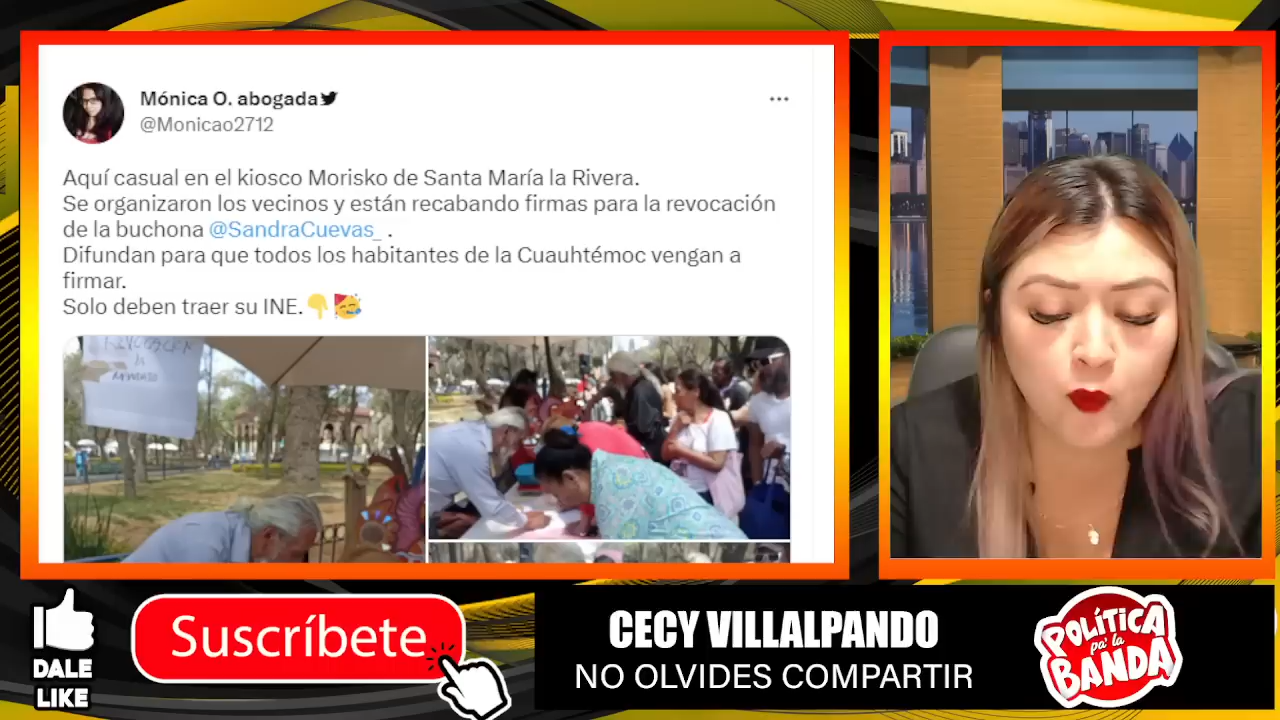 Mónica O. abogada
@Monicao2712
Aquí casual en el kiosco Morisko de Santa María la Rivera.
Se organizaron los vecinos y están recabando firmas para la revocación
de la buchona @SandraCuevas_ .
Difundan para que todos los habitantes de la Cuauhtémoc vengan a
firmar.
Solo deben traer su INE.👇🥳
DALE
LIKE
Suscríbete
CECY VILLALPANDO
NO OLVIDES COMPARTIR
POLÍTICA
pa' la
BANDA